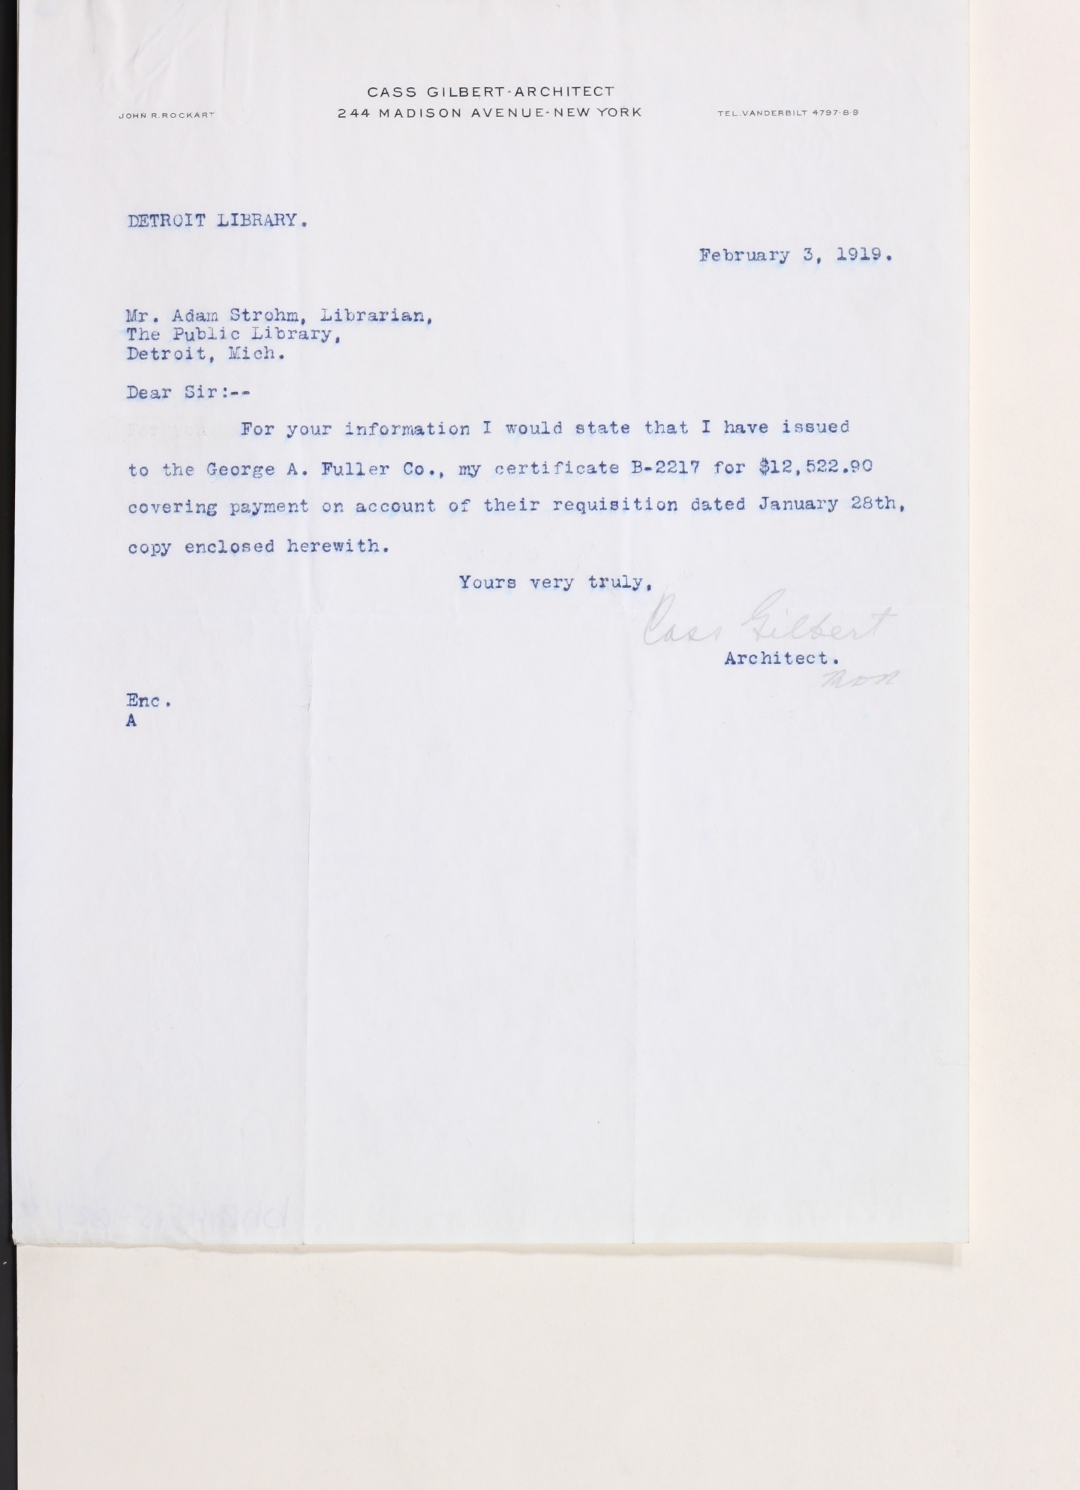 CASS GILBERT-ARCHITECT
JOHN R. ROCKART
244 MADISON AVENUE-NEW YORK
TEL. VANDERBILT 4797-8-9
DETROIT LIBRARY.
February 3, 1919.
Mr. Adam Strohm, Librarian,
The Public Library,
Detroit, Mich.
Dear Sir:--
For your information I would state that I have issued
to the George A. Fuller Co., my certificate B-2217 for $12,522.90
covering payment on account of their requisition dated January 28th,
copy enclosed herewith.
Yours very truly,
Cass Gilbert
Architect.
Enc.
A